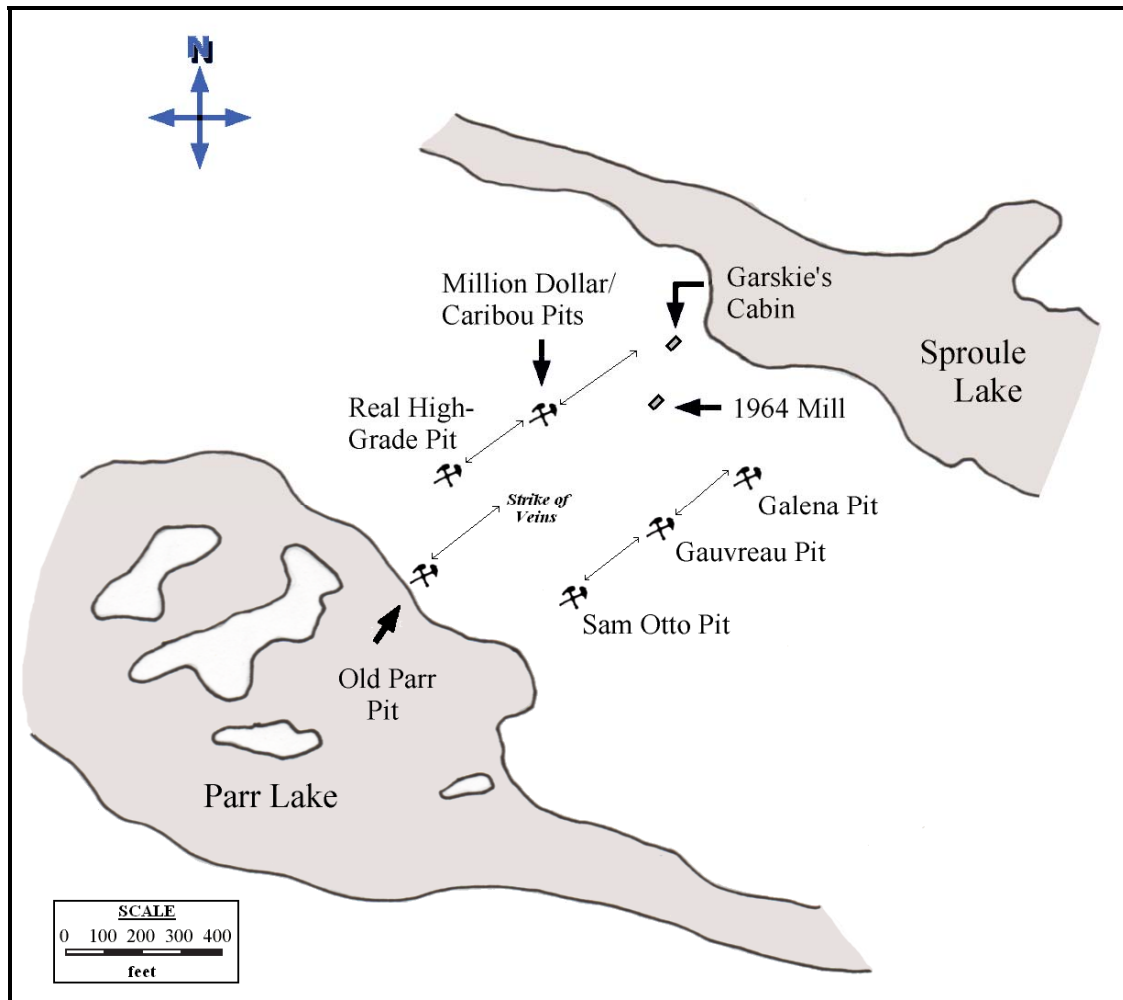 N
Million Dollar/
Caribou Pits
Garskie's
Cabin
Sproule
Lake
1964 Mill
Real High-
Grade Pit
Strike of
Veins
Galena Pit
Gauvreau Pit
Sam Otto Pit
Old Parr
Pit
Parr Lake
SCALE
0 100 200 300 400
feet